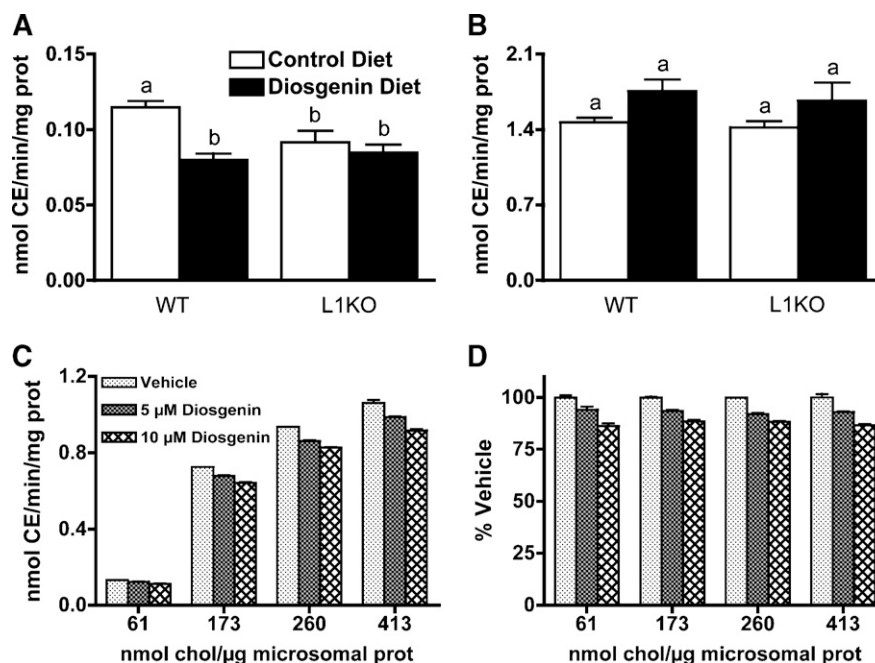 A
nmol CE/min/mg prot
0.15
0.10
0.05
0.00
a
b
b
b
Control Diet
Diosgenin Diet
WT
L1KO
B
nmol CE/min/mg prot
2.1
1.4
0.7
0.0
a
a
a
a
WT
L1KO
C
nmol CE/min/mg prot
1.2
0.8
0.4
0.0
Vehicle
5 µM Diosgenin
10 µM Diosgenin
61
173
260
413
nmol chol/µg microsomal prot
D
% Vehicle
100
75
50
25
0
61
173
260
413
nmol chol/µg microsomal prot